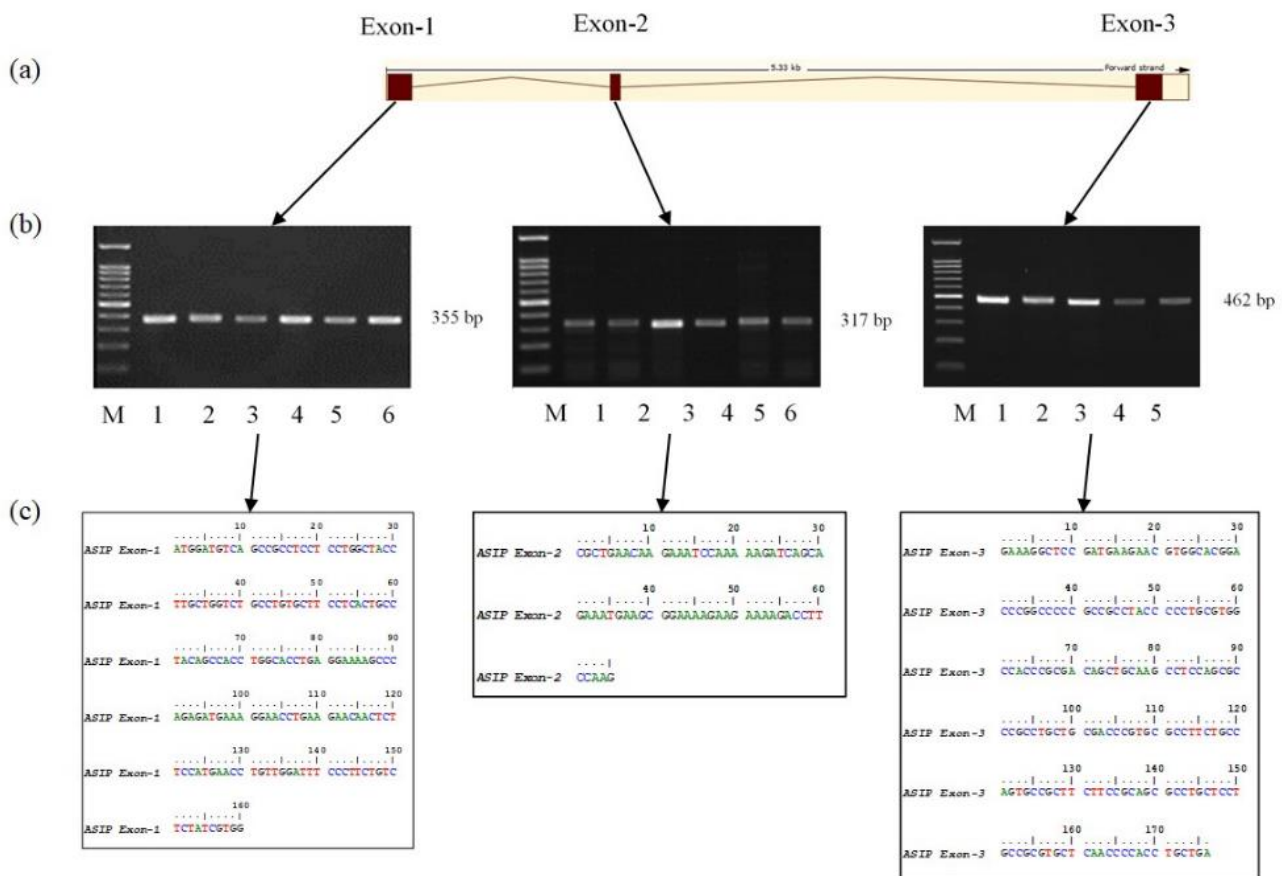 Exon-1 Exon-2 Exon-3
(a)
5.33 kb Forward strand
(b)
355 bp 317 bp 462 bp
M 1 2 3 4 5 6
M 1 2 3 4 5 6
M 1 2 3 4 5
(c)
10 20 30
ASIP Exon-1 ATGGATGTCA GCCGCCTCCT CCTGGCTACC
40 50 60
ASIP Exon-1 TTGCTGGTCT GCCTGTGCTT CCTCACTGCC
70 80 90
ASIP Exon-1 TACAGCCACC TGGCACCTGA GGAAAAGCCC
100 110 120
ASIP Exon-1 AGAGATGAAA GGAACCTGAA GAACAACTCT
130 140 150
ASIP Exon-1 TCCATGAACC TGTTGGATTT CCCTTCTGTC
160
ASIP Exon-1 TCTATCGTGG
10 20 30
ASIP Exon-2 CGCTGAACAA GAAATCCAAA AAGATCAGCA
40 50 60
ASIP Exon-2 GAAATGAAGC GGAAAAGAAG AAAAGACCTT
ASIP Exon-2 CCAAG
10 20 30
ASIP Exon-3 GAAAGGCTCC GATGAAGAAC GTGGCACGGA
40 50 60
ASIP Exon-3 CCCGGCCCCC GCCGCCTACC CCCTGCGTGG
70 80 90
ASIP Exon-3 CCACCCGCGA CAGCTGCAAG CCTCCAGCGC
100 110 120
ASIP Exon-3 CCGCCTGCTG CGACCCGTGC GCCTTCTGCC
130 140 150
ASIP Exon-3 AGTGCCGCTT CTTCCGCAGC GCCTGCTCCT
160 170
ASIP Exon-3 GCCGCGTGCT CAACCCCACC TGCTGA